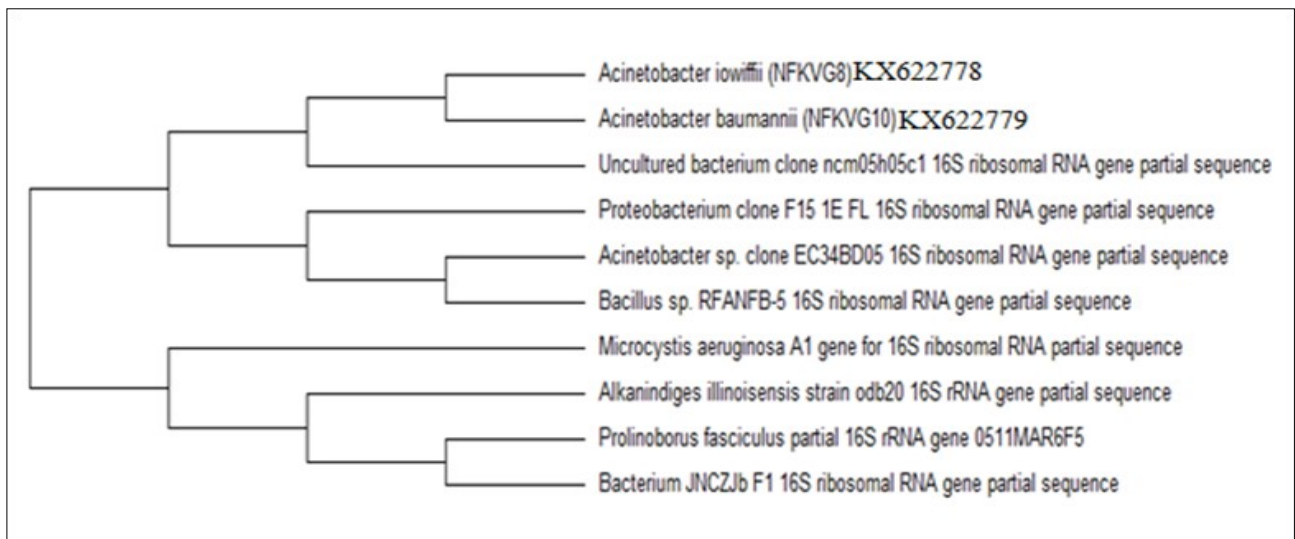 Acinetobacter iowiffii (NFKVG8)KX622778
Acinetobacter baumannii (NFKVG10)KX622779
Uncultured bacterium clone ncm05h05c1 16S ribosomal RNA gene partial sequence
Proteobacterium clone F15 1E FL 16S ribosomal RNA gene partial sequence
Acinetobacter sp. clone EC34BD05 16S ribosomal RNA gene partial sequence
Bacillus sp. RFANFB-5 16S ribosomal RNA gene partial sequence
Microcystis aeruginosa A1 gene for 16S ribosomal RNA partial sequence
Alkanindiges illinoisensis strain odb20 16S rRNA gene partial sequence
Prolinoborus fasciculus partial 16S rRNA gene 0511MAR6F5
Bacterium JNCZJb F1 16S ribosomal RNA gene partial sequence